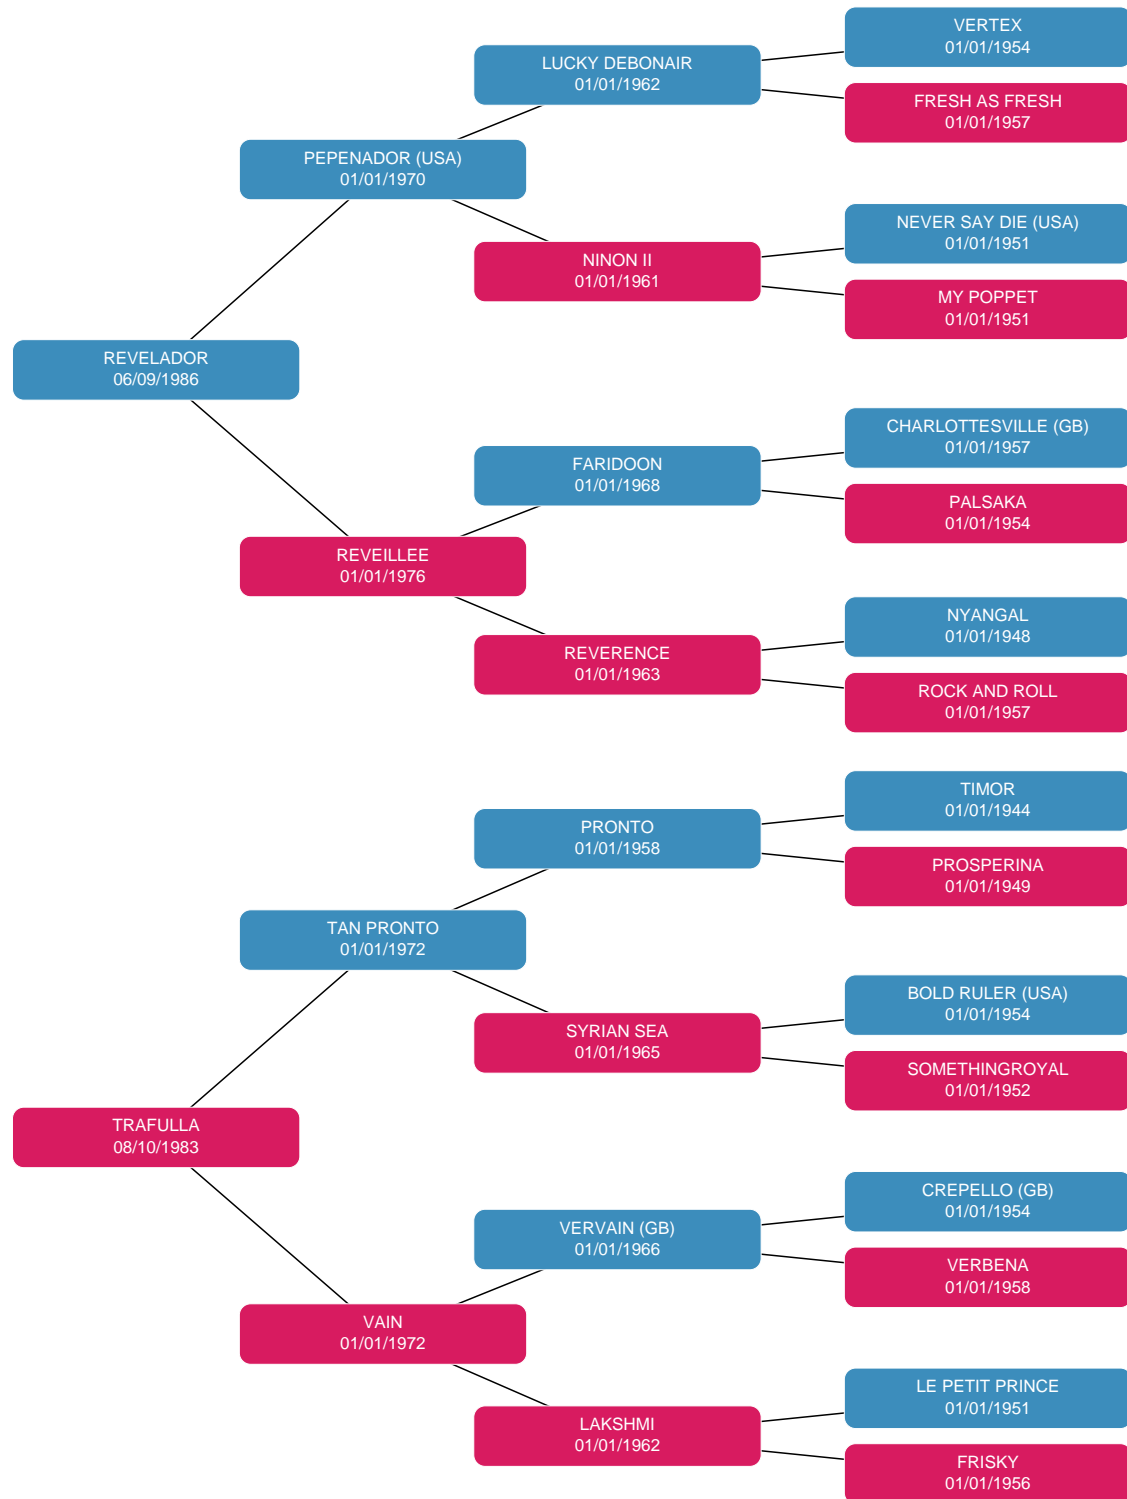 VERTEX
01/01/1954
LUCKY DEBONAIR
01/01/1962
FRESH AS FRESH
01/01/1957
PEPENADOR (USA)
01/01/1970
NEVER SAY DIE (USA)
01/01/1951
NINON II
01/01/1961
MY POPPET
01/01/1951
REVELADOR
06/09/1986
CHARLOTTESVILLE (GB)
01/01/1957
FARIDOON
01/01/1968
PALSAKA
01/01/1954
REVEILLEE
01/01/1976
NYANGAL
01/01/1948
REVERENCE
01/01/1963
ROCK AND ROLL
01/01/1957
TIMOR
01/01/1944
PRONTO
01/01/1958
PROSPERINA
01/01/1949
TAN PRONTO
01/01/1972
BOLD RULER (USA)
01/01/1954
SYRIAN SEA
01/01/1965
SOMETHINGROYAL
01/01/1952
TRAFULLA
08/10/1983
CREPELLO (GB)
01/01/1954
VERVAIN (GB)
01/01/1966
VERBENA
01/01/1958
VAIN
01/01/1972
LE PETIT PRINCE
01/01/1951
LAKSHMI
01/01/1962
FRISKY
01/01/1956